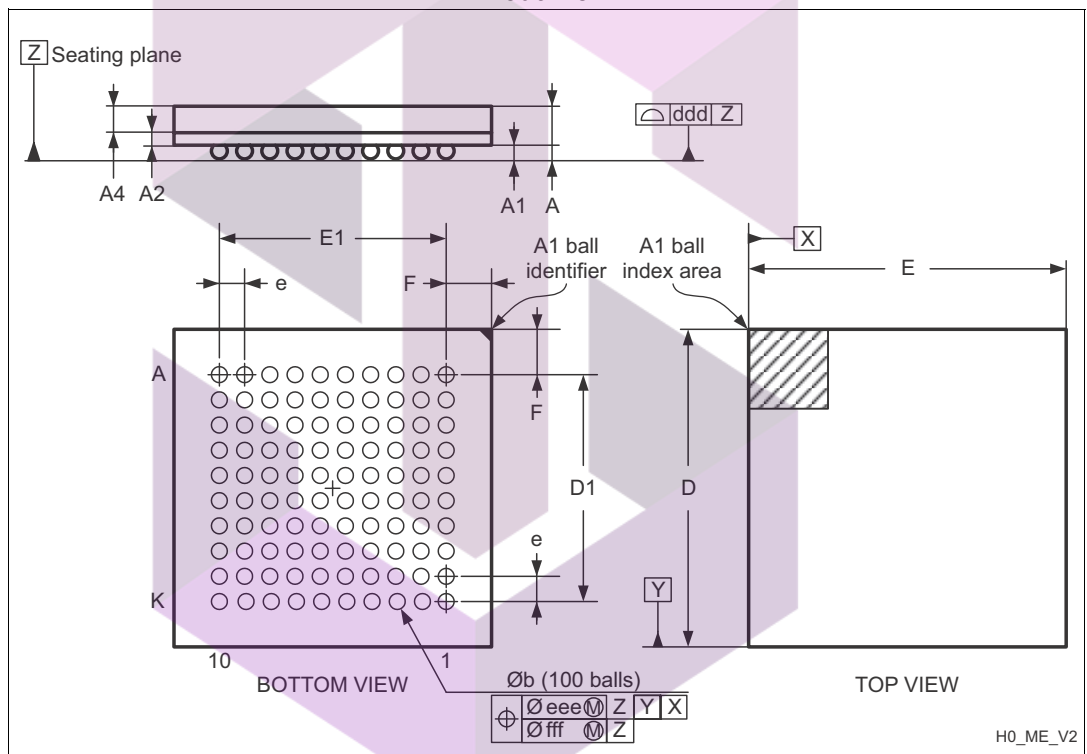 Z Seating plane
ddd Z
A4 A2 A1 A
E1
A1 ball
identifier
A1 ball
index area
X
E
e
F
A
F
D1
D
e
Y
K
10 1
BOTTOM VIEW
Øb (100 balls)
TOP VIEW
Ø eee Ⓜ Z Y X
Ø fff Ⓜ Z
H0_ME_V2